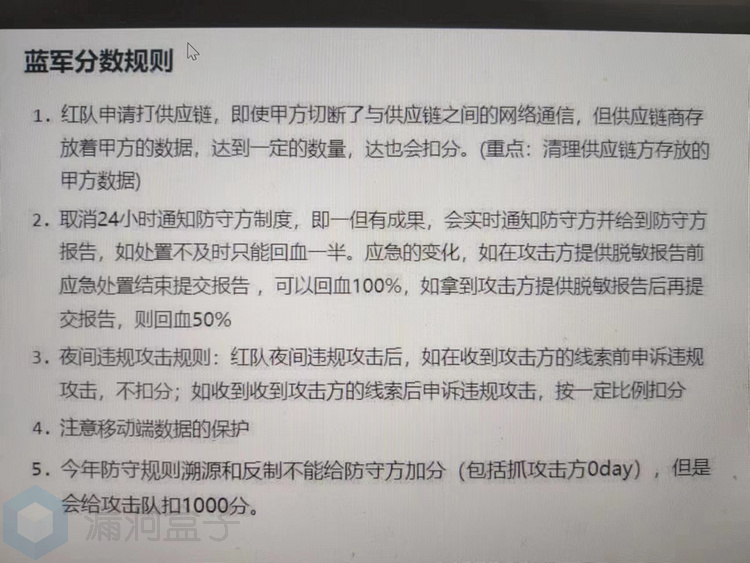 蓝军分数规则
1. 红队申请打供应链，即使甲方切断了与供应链之间的网络通信，但供应链商存
放着甲方的数据，达到一定的数量，达也会扣分。(重点：清理供应链方存放的
甲方数据)
2. 取消24小时通知防守方制度，即一但有成果，会实时通知防守方并给到防守方
报告，如处置不及时只能回血一半。应急的变化，如在攻击方提供脱敏报告前
应急处置结束提交报告 ，可以回血100%，如拿到攻击方提供脱敏报告后再提
交报告，则回血50%
3. 夜间违规攻击规则：红队夜间违规攻击后，如在收到攻击方的线索前申诉违规
攻击，不扣分；如收到收到攻击方的线索后申诉违规攻击，按一定比例扣分
4. 注意移动端数据的保护
5. 今年防守规则溯源和反制不能给防守方加分（包括抓攻击方0day），但是
会给攻击队扣1000分。
漏洞盒子